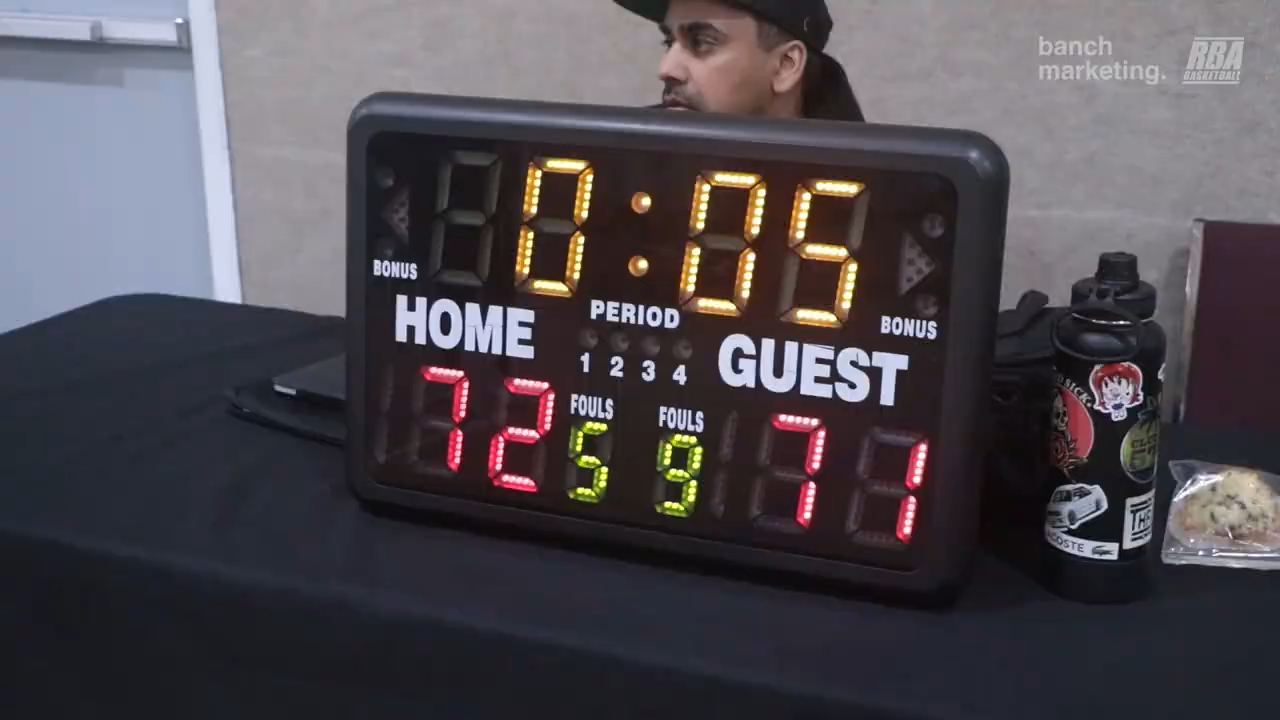 banch
marketing.
RBA
BASKETBALL
0:05
BONUS
HOME
PERIOD
1 2 3 4
GUEST
BONUS
72
FOULS
5
FOULS
9
71